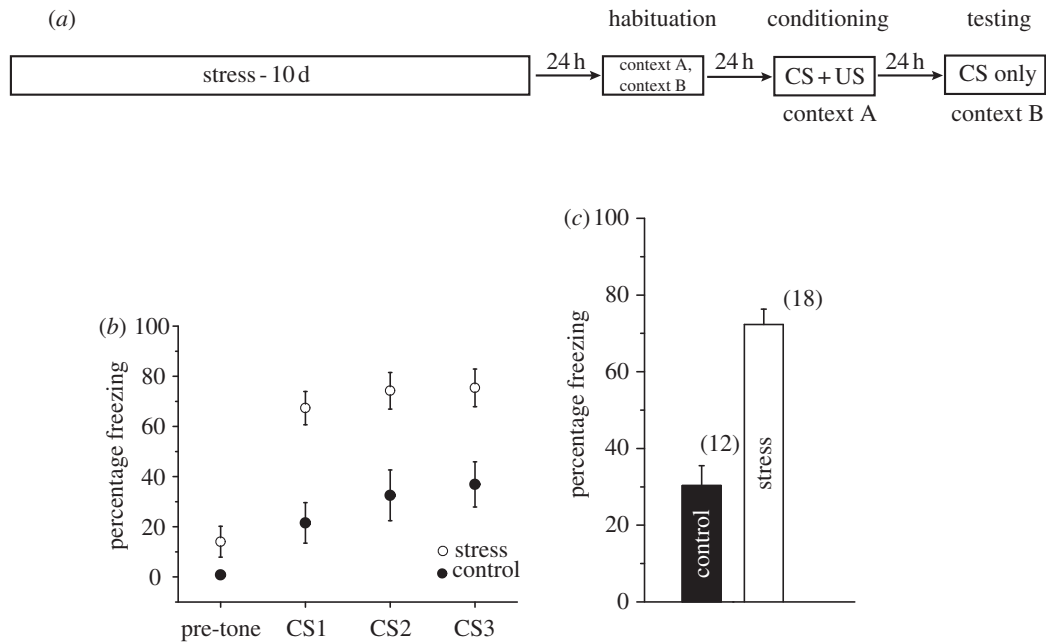 (a)
habituation conditioning testing
stress - 10 d
24 h
context A,
context B
24 h
CS + US
24 h
CS only
context A context B
(b)
percentage freezing
100
80
60
40
20
0
pre-tone CS1 CS2 CS3
stress
control
(c)
percentage freezing
100
80
60
40
20
0
(12)
control
(18)
stress